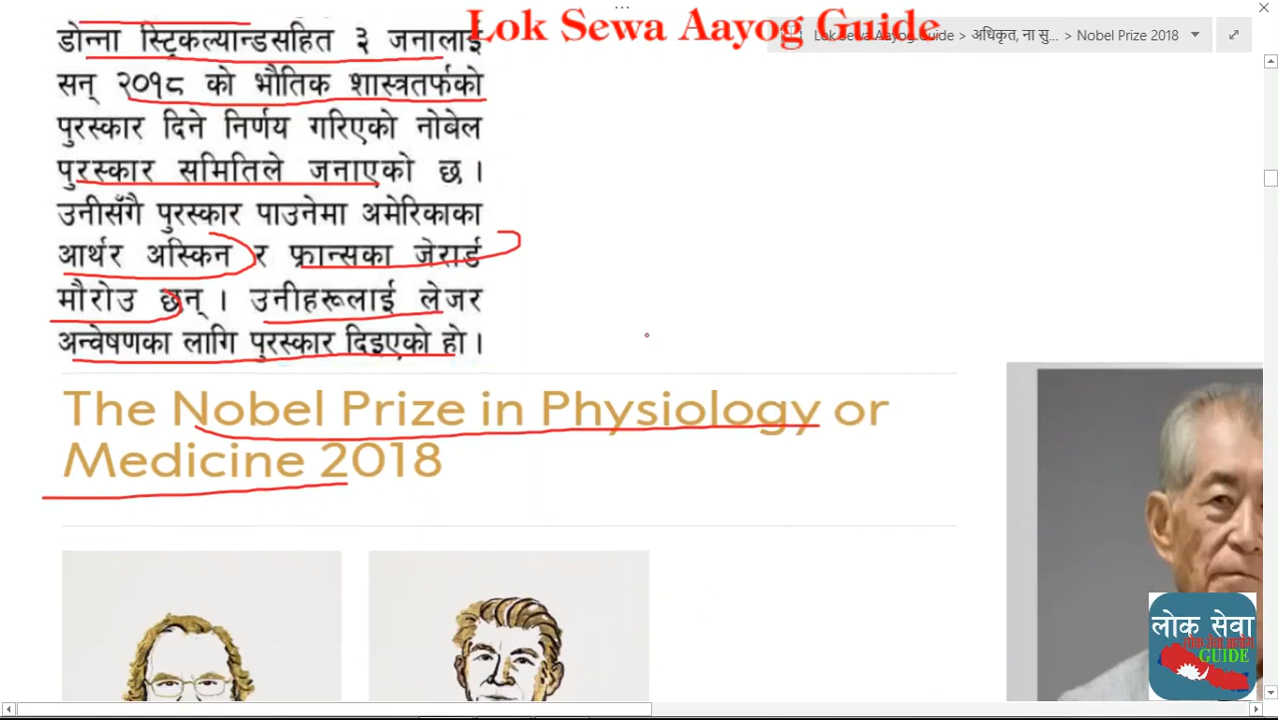 Lok Sewa Aayog Guide
Lok Sewa Aayog Guide > अधिकृत, ना सु... > Nobel Prize 2018
डोन्ना स्ट्रिकल्यान्डसहित ३ जनालाई
सन् २०१८ को भौतिक शास्त्रतर्फको
पुरस्कार दिने निर्णय गरिएको नोबेल
पुरस्कार समितिले जनाएको छ ।
उनीसँगै पुरस्कार पाउनेमा अमेरिकाका
आर्थर अस्किन र फ्रान्सका जेरार्ड
मौरोउ छन् । उनीहरूलाई लेजर
अन्वेषणका लागि पुरस्कार दिइएको हो ।
The Nobel Prize in Physiology or
Medicine 2018
लोक सेवा
लोक सेवा आयोग
GUIDE